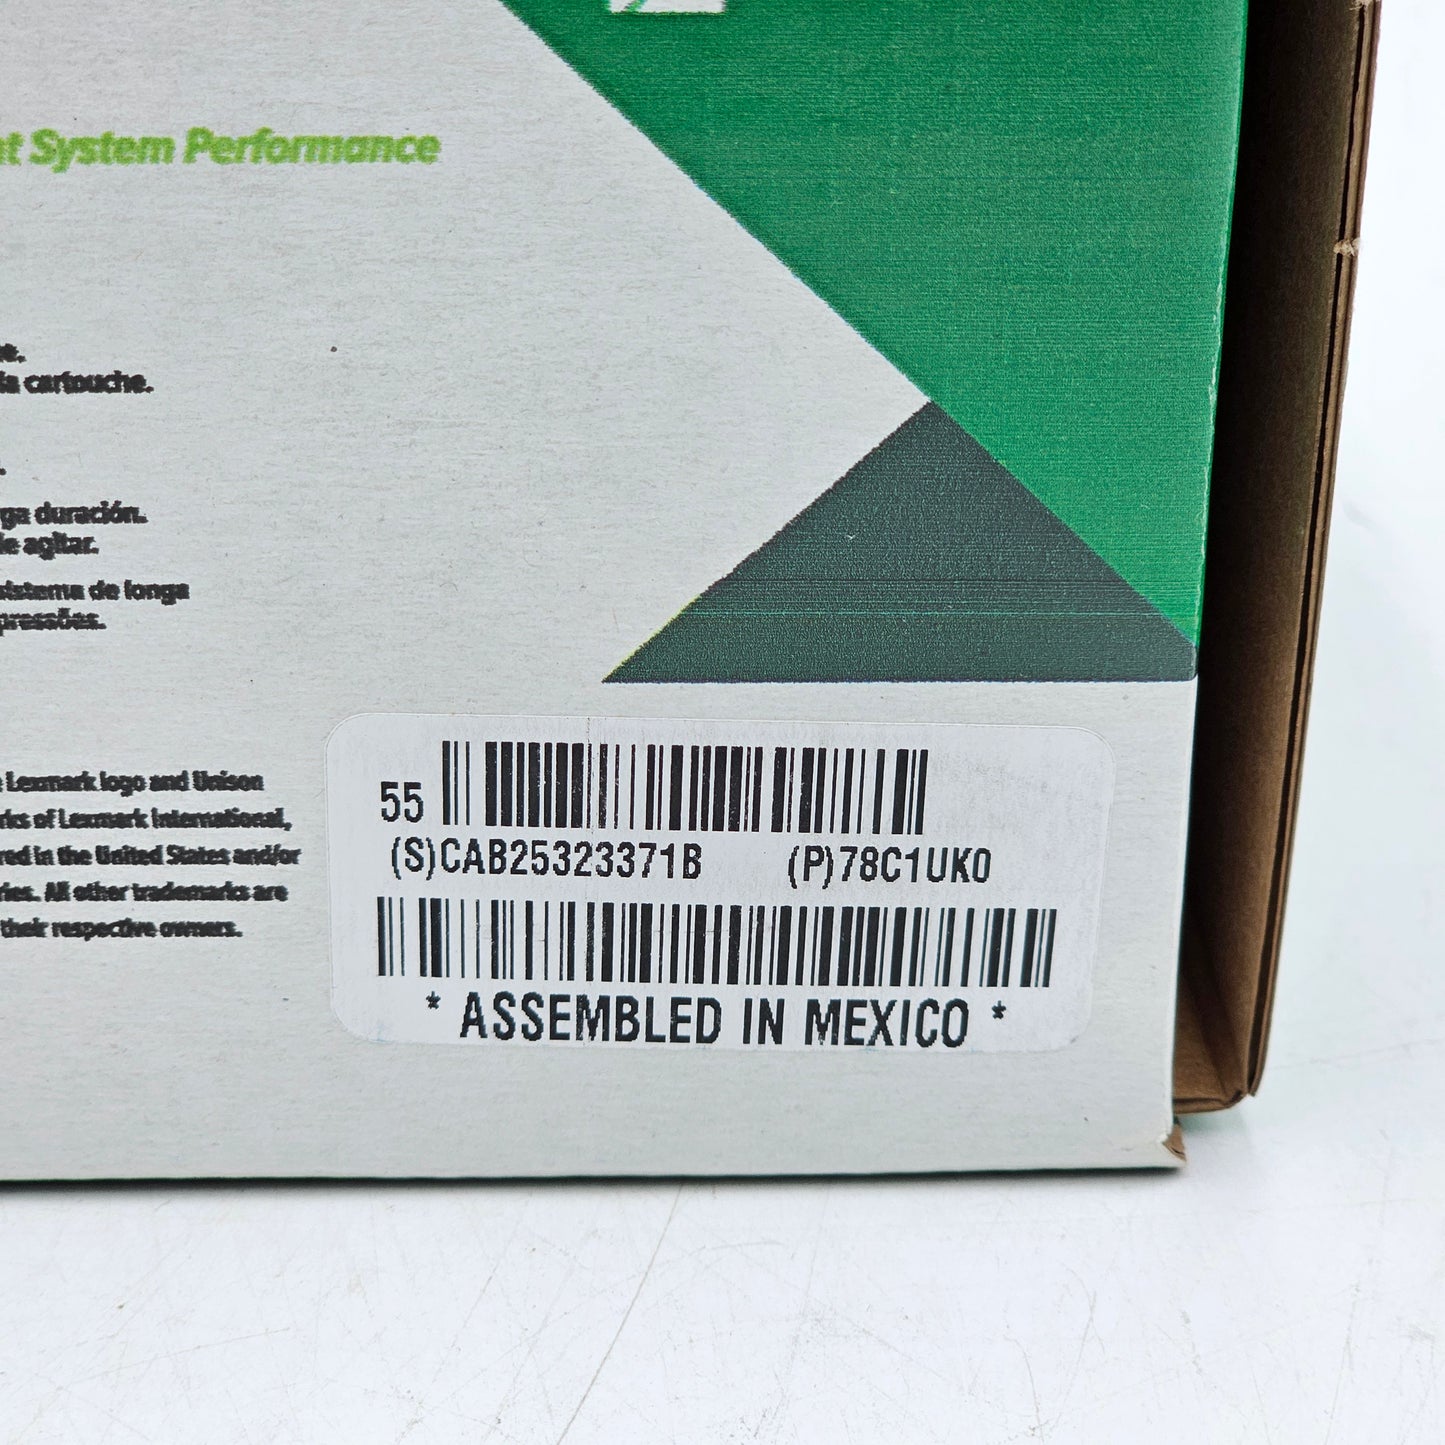 System Performance
cartouche.
duración.
agitar.
sistema de longa
Lexmark logo and Unison
of Lexmark International,
in the United States and/or
All other trademarks are
their respective owners.
55
(S)CAB25323371B (P)78C1UK0
* ASSEMBLED IN MEXICO *